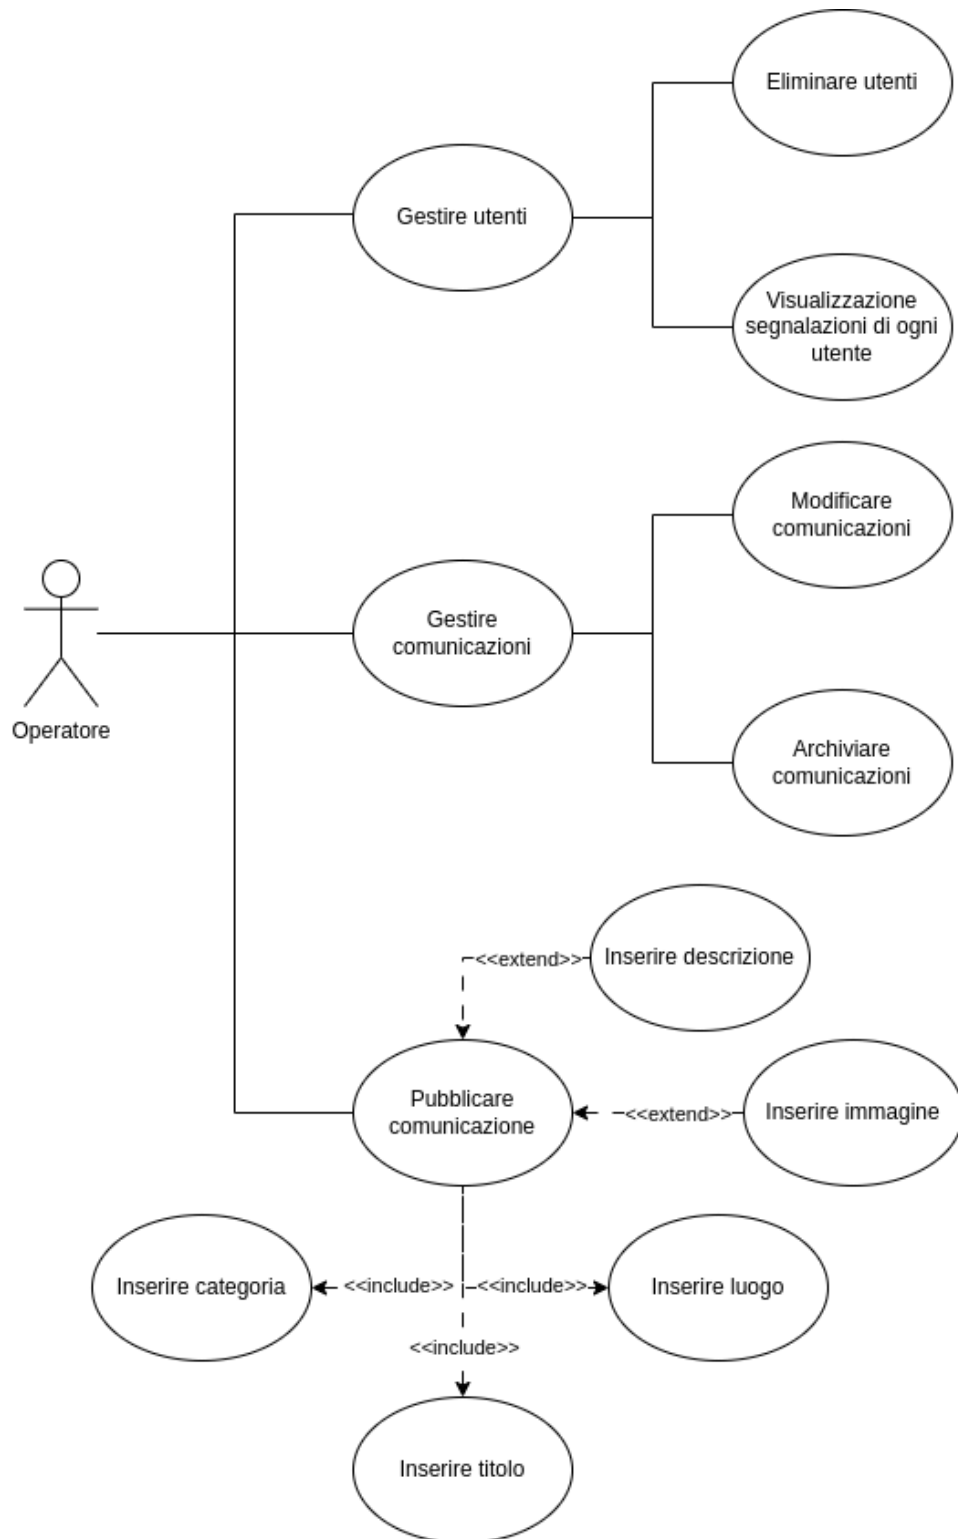 Eliminare utenti
Gestire utenti
Visualizzazione
segnalazioni di ogni
utente
Modificare
comunicazioni
Gestire
comunicazioni
Operatore
Archiviare
comunicazioni
<<extend>>
Inserire descrizione
Pubblicare
comunicazione
<<extend>>
Inserire immagine
Inserire categoria
<<include>>
<<include>>
Inserire luogo
<<include>>
Inserire titolo